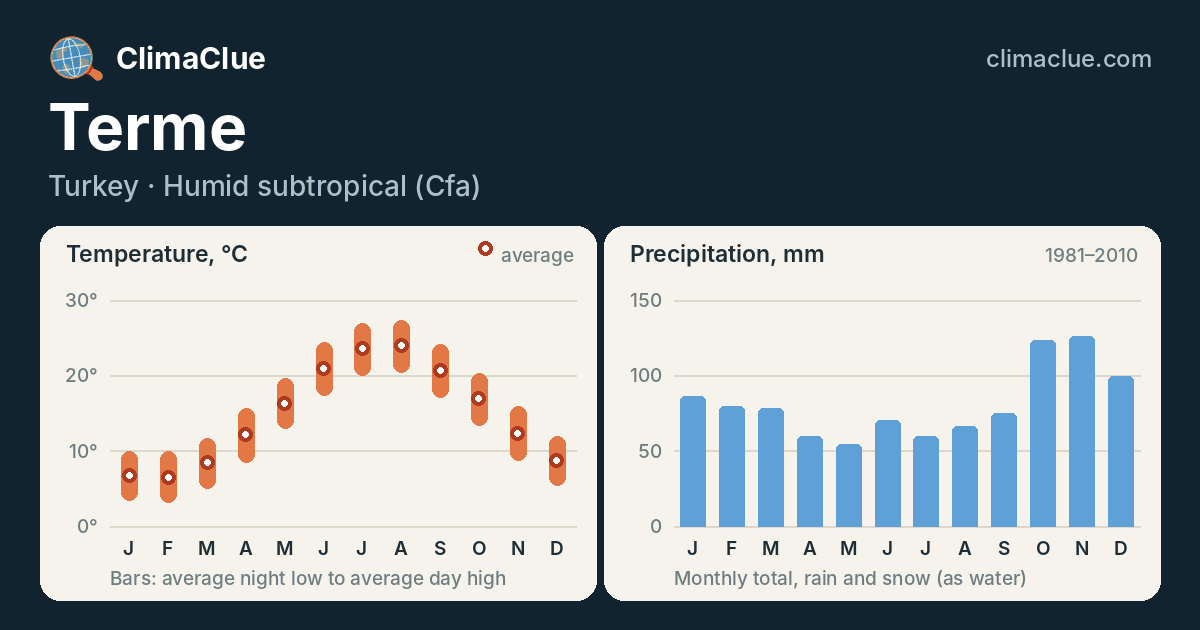 ClimaClue
climaclue.com
Terme
Turkey · Humid subtropical (Cfa)
Temperature, °C
average
30°
20°
10°
0°
J F M A M J J A S O N D
Bars: average night low to average day high
Precipitation, mm
1981–2010
150
100
50
0
J F M A M J J A S O N D
Monthly total, rain and snow (as water)